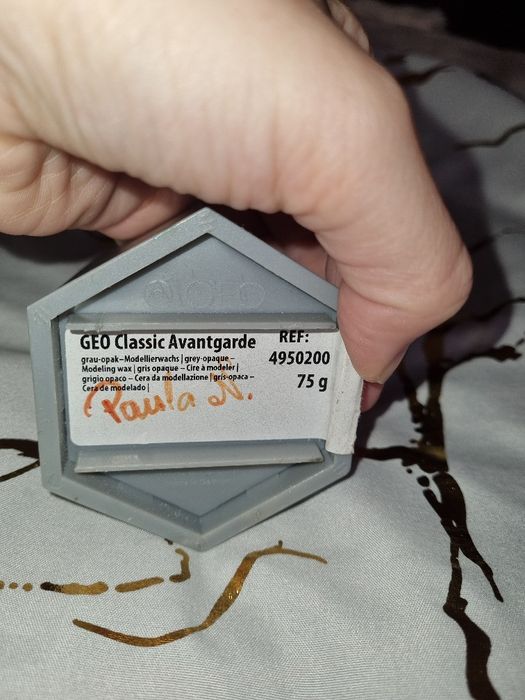 GEO
GEO Classic Avantgarde
REF:
grau-opak–Modellierwachs | grey-opaque –
4950200
Modeling wax | gris opaque – Cire à modeler |
75 g
grigio opaco – Cera da modellazione | gris-opaca –
Cera de modelado |
Paula N.